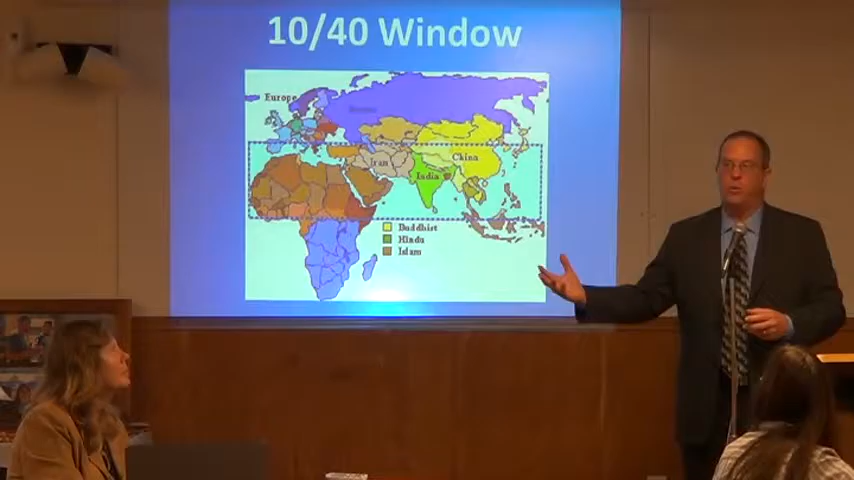 10/40 Window
Europe
China
Iran
India
Buddhist
Hindu
Islam